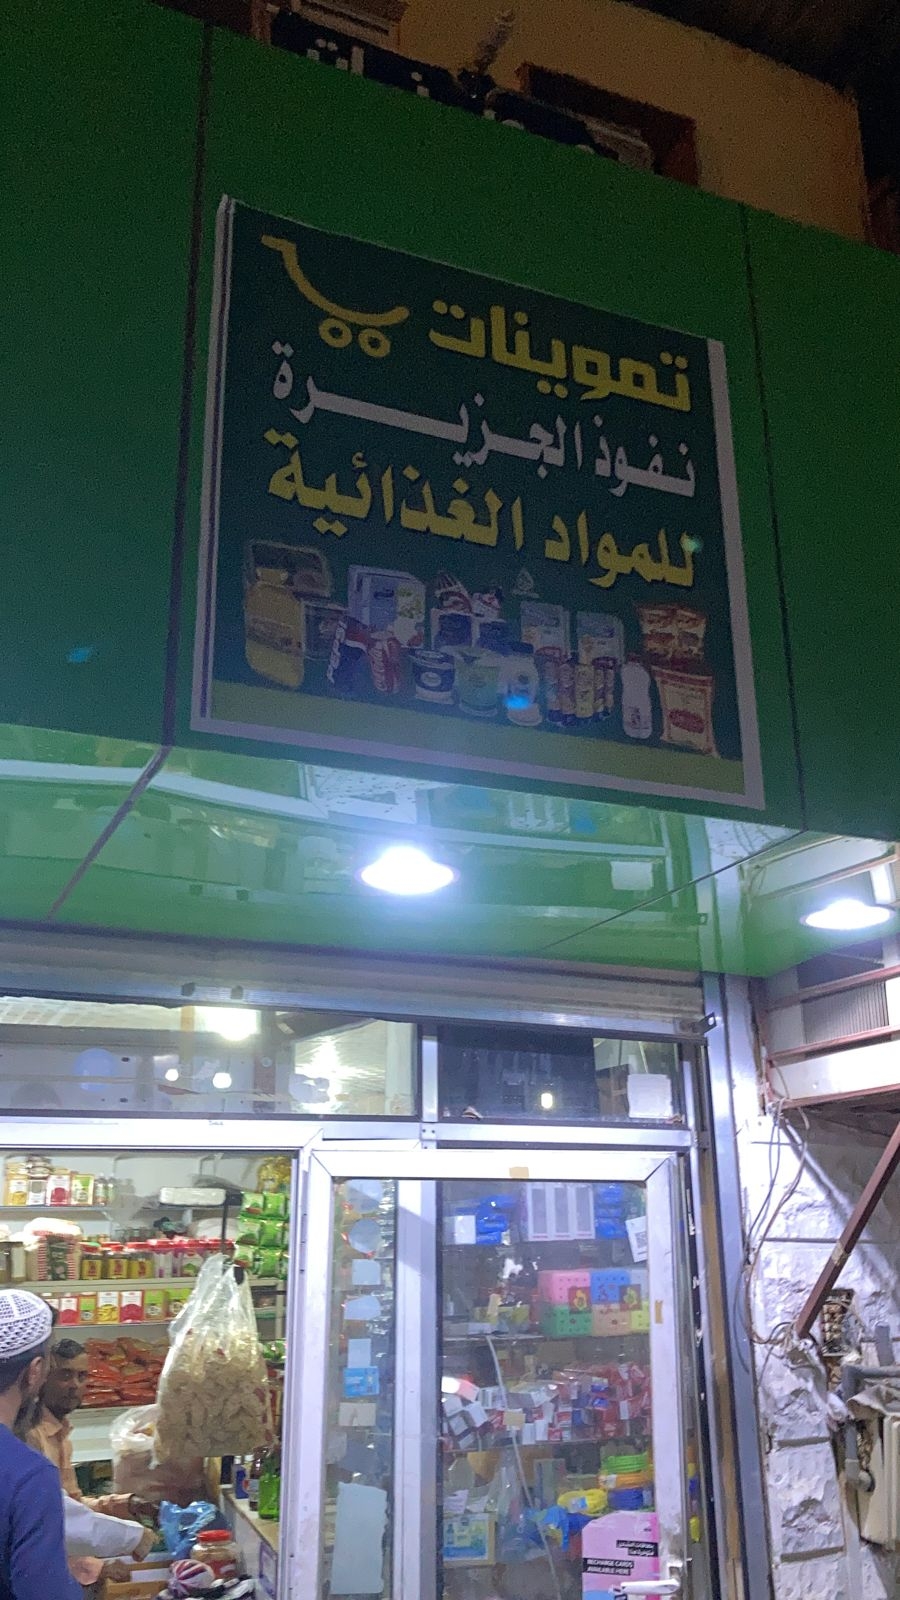 تموينات
نفوذ الجزيرة
للمواد الغذائية
RECHARGE CARDS
AVAILABLE HERE